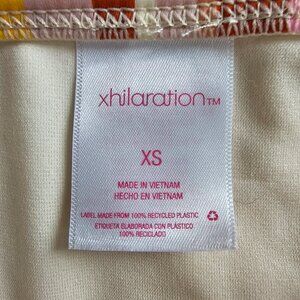 xhilaration™
XS
MADE IN VIETNAM
HECHO EN VIETNAM
LABEL MADE FROM 100% RECYCLED PLASTIC
ETIQUETA ELABORADA CON PLÁSTICO
100% RECICLADO